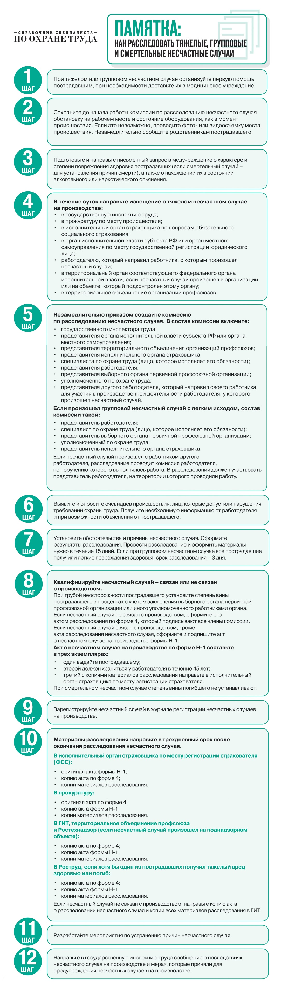 СПРАВОЧНИК СПЕЦИАЛИСТА
ПО ОХРАНЕ ТРУДА
ПАМЯТКА:
КАК РАССЛЕДОВАТЬ ТЯЖЕЛЫЕ, ГРУППОВЫЕ
И СМЕРТЕЛЬНЫЕ НЕСЧАСТНЫЕ СЛУЧАИ
1
ШАГ
При тяжелом или групповом несчастном случае организуйте первую помощь
пострадавшим, при необходимости доставьте их в медицинское учреждение.
2
ШАГ
Сохраните до начала работы комиссии по расследованию несчастного случая
обстановку на рабочем месте и состояние оборудования, как в момент
происшествия. Если это невозможно, проведите фото- или видеосъемку места
происшествия. Незамедлительно сообщите родственникам пострадавшего.
3
ШАГ
Подготовьте и направьте письменный запрос в медучреждение о характере и
степени повреждения здоровья пострадавших (если смертельный случай –
для установления причин смерти), а также о нахождении их в состоянии
алкогольного или наркотического опьянения.
4
ШАГ
В течение суток направьте извещение о тяжелом несчастном случае
на производстве:
• в государственную инспекцию труда;
• в прокуратуру по месту происшествия;
• в исполнительный орган страховщика по вопросам обязательного
социального страхования;
• в орган исполнительной власти субъекта РФ или орган местного
самоуправления по месту государственной регистрации юридического
лица;
• работодателю, который направил работника, с которым произошел
несчастный случай;
• в территориальный орган соответствующего федерального органа
исполнительной власти, если несчастный случай произошел в организации
или на объекте, который подконтролен этому органу;
• в территориальное объединение организаций профсоюзов.
5
ШАГ
Незамедлительно приказом создайте комиссию
по расследованию несчастного случая. В состав комиссии включите:
• государственного инспектора труда;
• представителя органа исполнительной власти субъекта РФ или органа
местного самоуправления;
• представителя территориального объединения организаций профсоюзов;
• представителя исполнительного органа страховщика;
• специалиста по охране труда (лицо, которое исполняет его обязаности);
• представителя работодателя;
• представителя выборного органа первичной профсоюзной организации;
• уполномоченного по охране труда;
• представителя другого работодателя, который направил своего работника
для участия в производственной деятельности работодателя, у которого
произошел несчастный случай.
Если произошел групповой несчастный случай с легким исходом, состав
комиссии такой:
• представитель работодателя;
• специалист по охране труда (лицо, которое исполняет его обязаности);
• представитель выборного органа первичной профсоюзной организации;
• уполномоченный по охране труда;
• представитель исполнительного органа страховщика.
Если несчастный случай произошел с работником другого
работодателя, расследование проводит комиссия работодателя,
по поручению которого выполнялась работа. В расследовании должен участвовать
представитель работодателя, на территории которого проводили работу.
6
ШАГ
Выявите и опросите очевидцев происшествия, лиц, которые допустили нарушения
требований охраны труда. Получите необходимую информацию от работодателя
и при возможности объяснения от пострадавшего.
7
ШАГ
Установите обстоятельства и причины несчастного случая. Оформите
результаты расследования. Провести расследование и оформить материалы
нужно в течение 15 дней. Если при групповом несчастном случае все пострадавшие
получили легкие повреждения здоровья, срок расследования – 3 дня.
8
ШАГ
Квалифицируйте несчастный случай – связан или не связан
с производством.
При грубой неосторожности пострадавшего установите степень вины
пострадавшего в процентах с учетом заключения выборного органа первичной
профсоюзной организации или иного уполномоченного работниками органа.
Если несчастный случай не связан с производством, оформите его
актом расследования по форме 4, который подписывают все члены комиссии.
Если несчастный случай связан с производством, кроме
акта расследования несчастного случая, оформите и подпишите акт
о несчастном случае на производстве формы Н-1.
Акт о несчастном случае на производстве по форме Н-1 составьте
в трех экземплярах:
• один выдайте пострадавшему;
• второй должен храниться у работодателя в течение 45 лет;
• третий с копиями материалов расследования направьте в исполнительный
орган страховщика по месту регистрации страхователя.
При смертельном несчастном случае степень вины погибшего не устанавливают.
9
ШАГ
Зарегистрируйте несчастный случай в журнале регистрации несчастных случаев
на производстве.
10
ШАГ
Материалы расследования направьте в трехдневный срок после
окончания расследования несчастного случая.
В исполнительный орган страховщика по месту регистрации страхователя
(ФСС):
• оригинал акта формы Н-1;
• копию акта по форме 4;
• копии материалов расследования.
В прокуратуру:
• оригинал акта по форме 4;
• копию акта формы Н-1;
• копии материалов расследования.
В ГИТ, территориальное объединение профсоюза
и Ростехнадзор (если несчастный случай произошел на поднадзорном
объекте):
• копию акта по форме 4;
• копию акта формы Н-1;
• копии материалов расследования.
В Роструд, если хотя бы один из пострадавших получил тяжелый вред
здоровью или погиб:
• копию акта по форме 4;
• копию акта формы Н-1;
• копии материалов расследования.
Если несчастный случай не связан с производством, направьте копию акта
о расследовании несчастного случая и копии всех материалов расследования в ГИТ.
11
ШАГ
Разработайте мероприятия по устранению причин несчастного случая.
12
ШАГ
Направьте в государственную инспекцию труда сообщение о последствиях
несчастного случая на производстве и мерах, которые приняли для
предупреждения несчастных случаев на производстве.